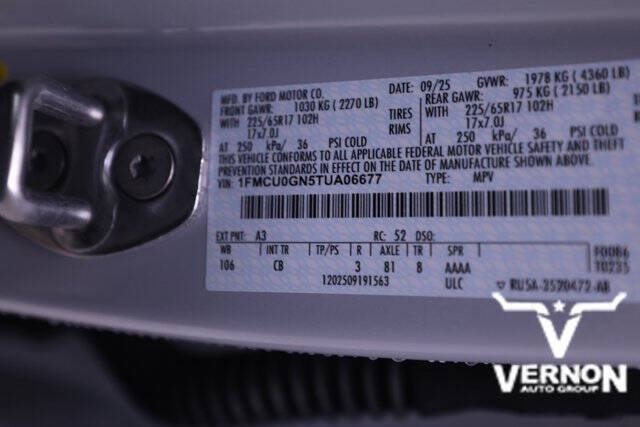 MFD. BY FORD MOTOR CO. DATE: 09/25 GVWR: 1978 KG ( 4360 LB)
FRONT GAWR: 1030 KG ( 2270 LB) REAR GAWR: 975 KG ( 2150 LB)
WITH 225/65R17 102H TIRES WITH 225/65R17 102H
17x7.0J RIMS 17x7.0J
AT 250 kPa/ 36 PSI COLD AT 250 kPa/ 36 PSI COLD
THIS VEHICLE CONFORMS TO ALL APPLICABLE FEDERAL MOTOR VEHICLE SAFETY AND THEFT
PREVENTION STANDARDS IN EFFECT ON THE DATE OF MANUFACTURE SHOWN ABOVE.
VIN: 1FMCU0GN5TUA06677 TYPE: MPV
EXT PNT: A3 RC: 52 DSO:
WB INT TR TP/PS R AXLE TR SPR F00B6
106 CB 3 81 8 AAAA T0235
1202509191563 ULC RU5A-3520472-AB
VERNON
AUTO GROUP